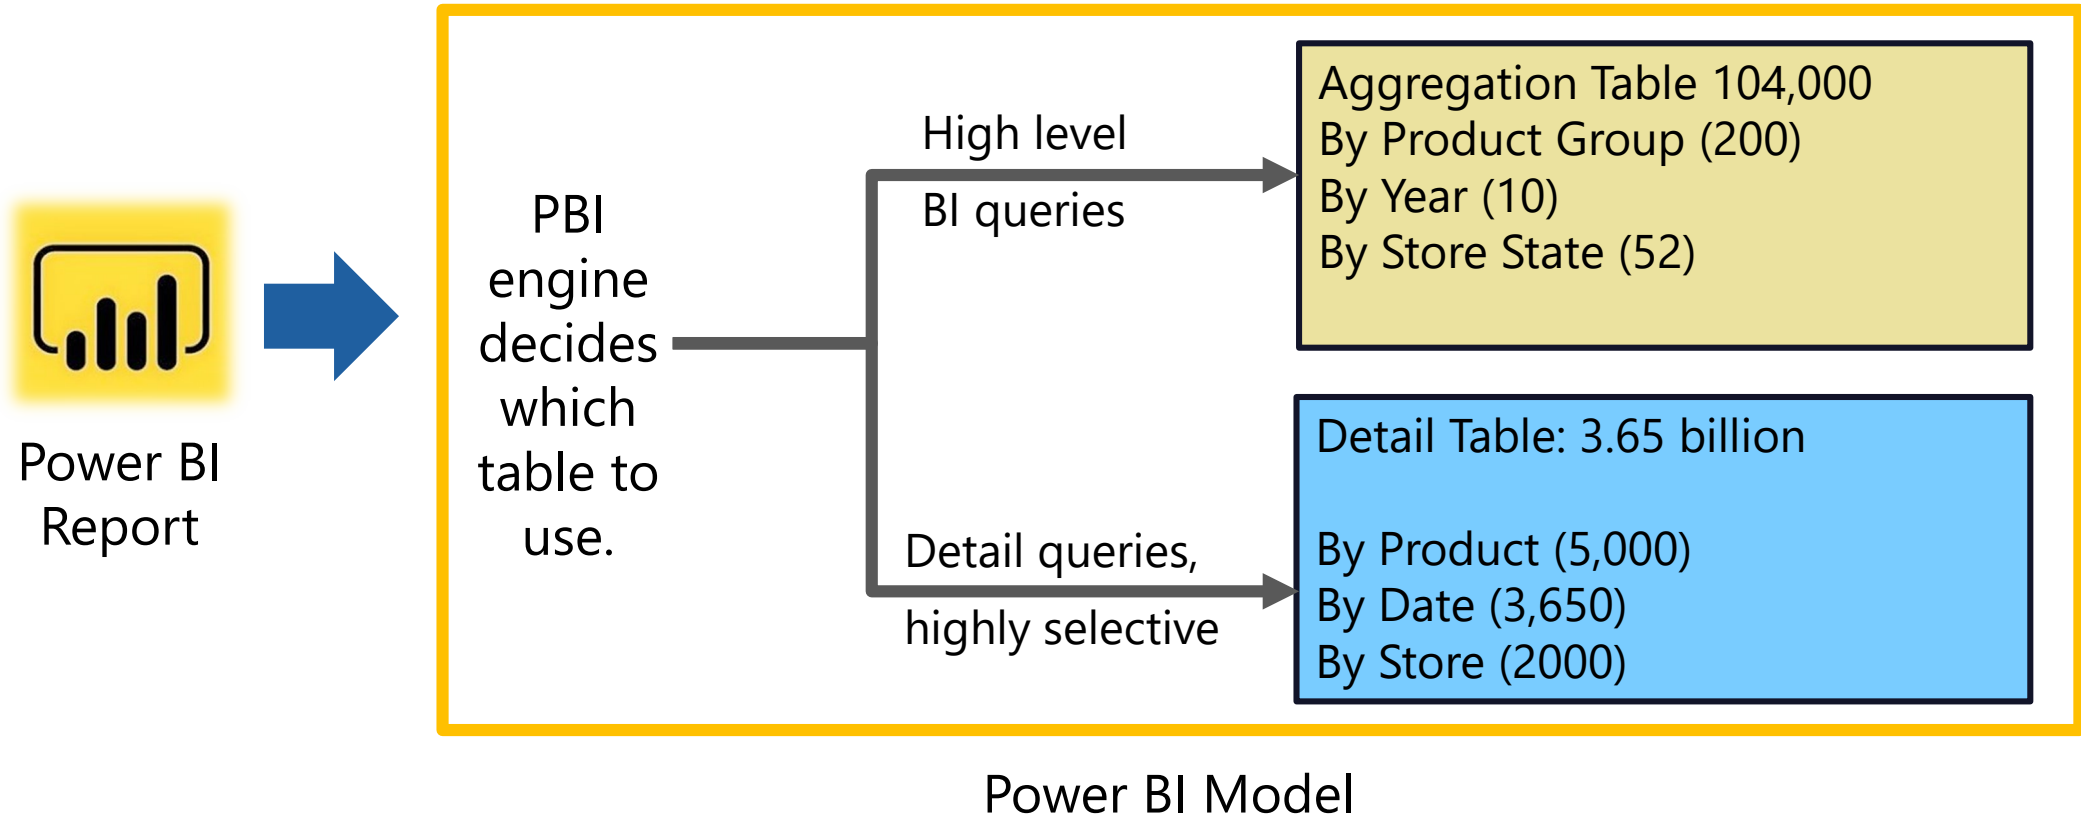 Power BI
Report
PBI
engine
decides
which
table to
use.
High level
BI queries
Detail queries,
highly selective
Aggregation Table 104,000
By Product Group (200)
By Year (10)
By Store State (52)
Detail Table: 3.65 billion
By Product (5,000)
By Date (3,650)
By Store (2000)
Power BI Model